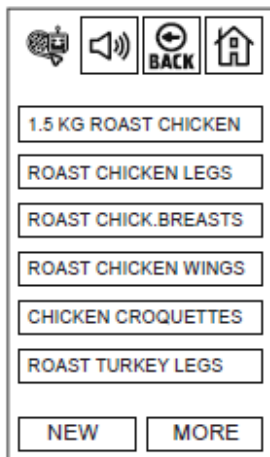 BACK
1.5 KG ROAST CHICKEN
ROAST CHICKEN LEGS
ROAST CHICK.BREASTS
ROAST CHICKEN WINGS
CHICKEN CROQUETTES
ROAST TURKEY LEGS
NEW MORE